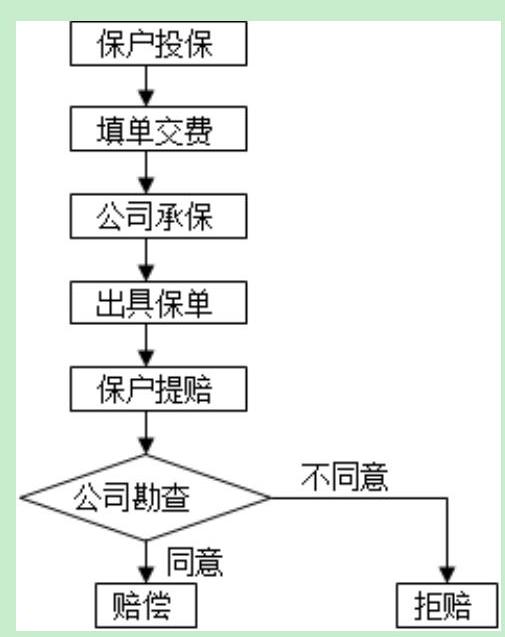 保户投保
填单交费
公司承保
出具保单
保户提赔
公司勘查
不同意
同意
赔偿
拒赔